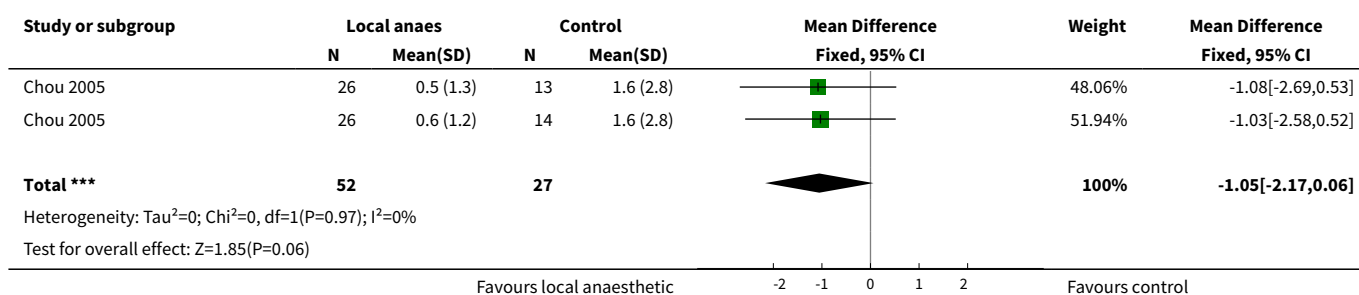 Study or subgroup Local anaes Control Mean Difference Weight Mean Difference
N Mean(SD) N Mean(SD) Fixed, 95% CI Fixed, 95% CI
Chou 2005 26 0.5 (1.3) 13 1.6 (2.8) 48.06% -1.08[-2.69,0.53]
Chou 2005 26 0.6 (1.2) 14 1.6 (2.8) 51.94% -1.03[-2.58,0.52]
Total *** 52 27 100% -1.05[-2.17,0.06]
Heterogeneity: Tau²=0; Chi²=0, df=1(P=0.97); I²=0%
Test for overall effect: Z=1.85(P=0.06)
Favours local anaesthetic -2 -1 0 1 2 Favours control